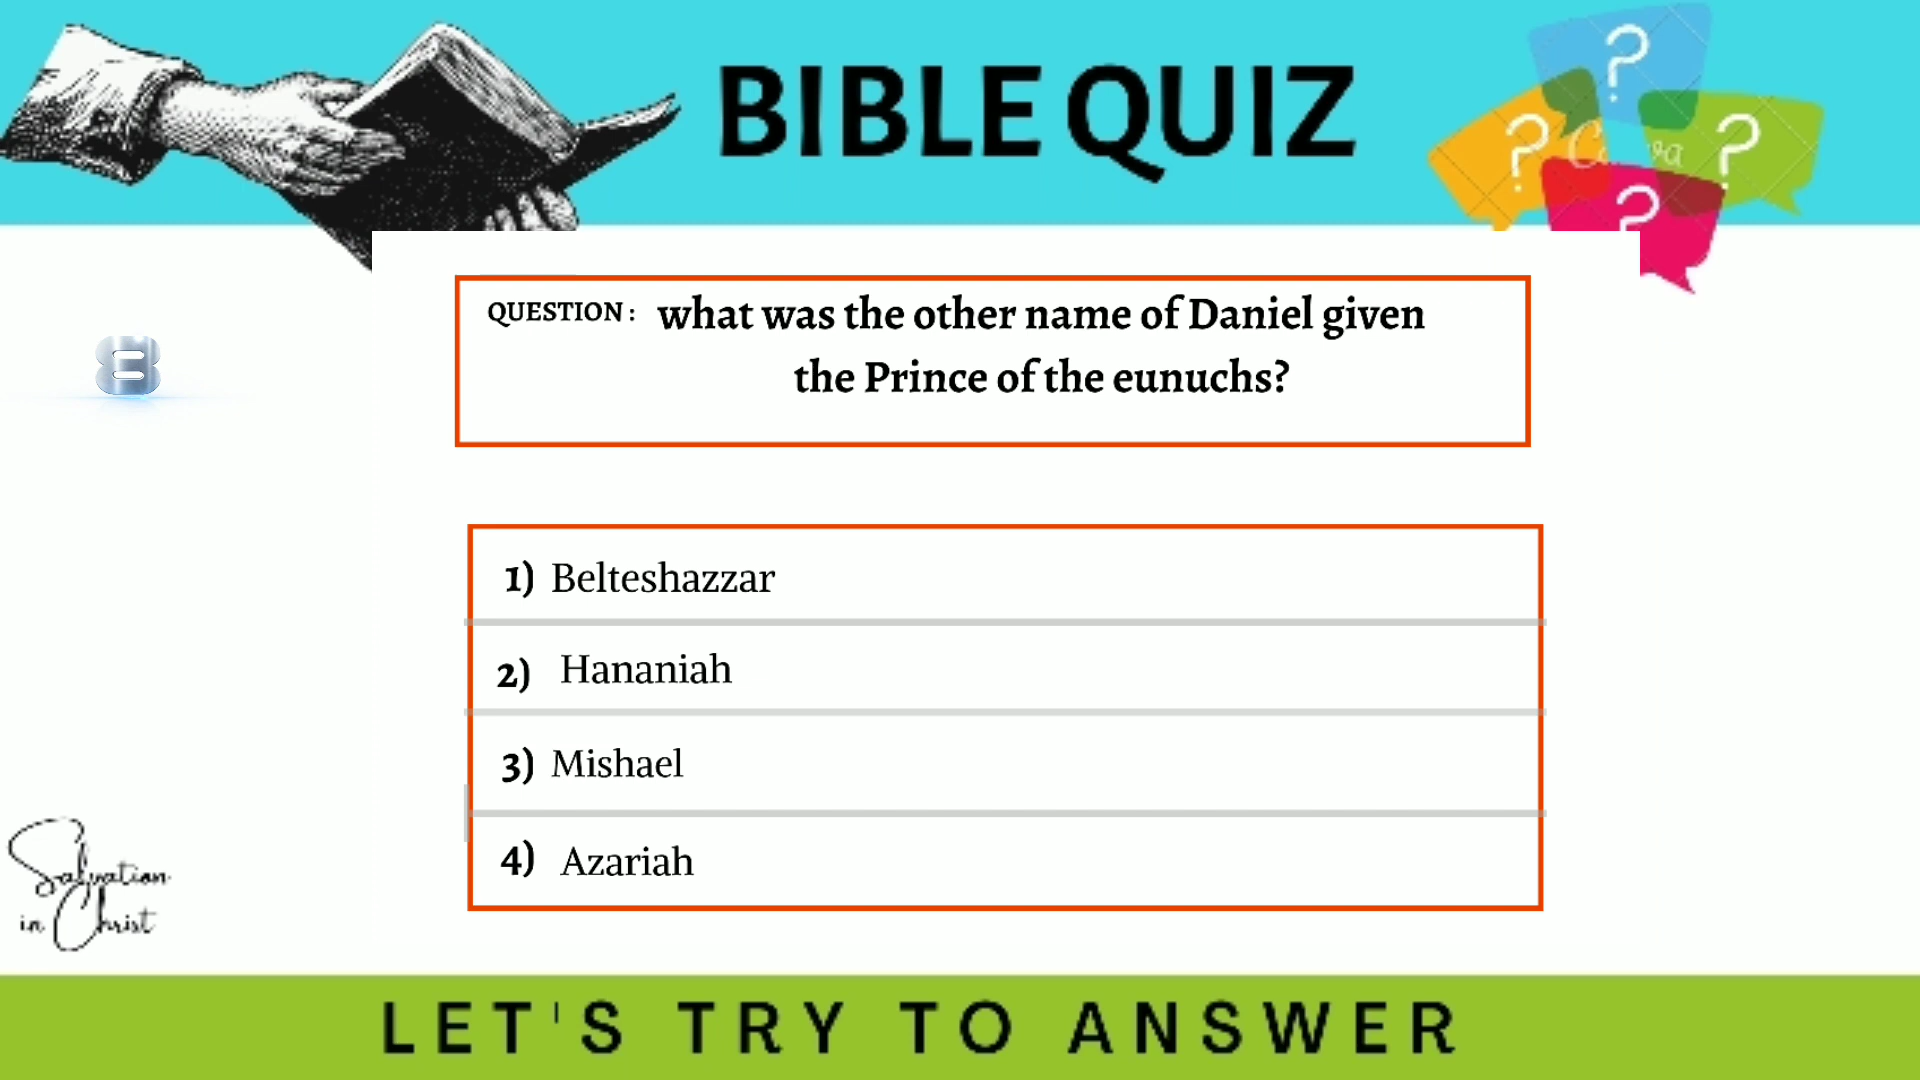 BIBLE QUIZ
? ? ? ?
QUESTION : what was the other name of Daniel given
the Prince of the eunuchs?
8
1) Belteshazzar
2) Hananiah
3) Mishael
4) Azariah
Salvation
in Christ
LET'S TRY TO ANSWER